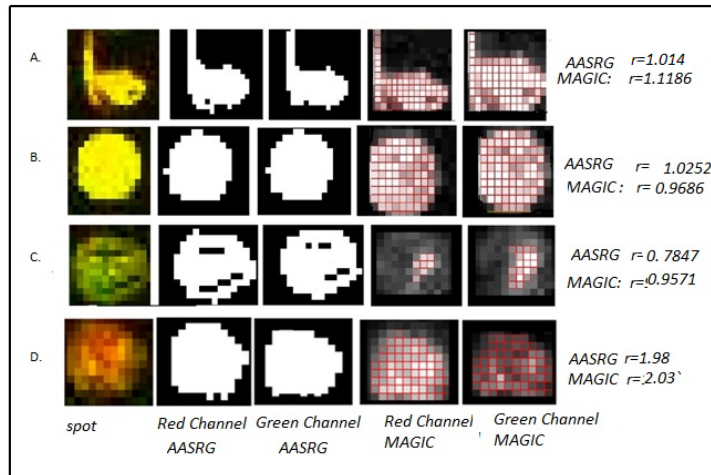 A.
AASRG r=1.014
MAGIC: r=1.1186
B.
AASRG r= 1.0252
MAGIC: r= 0.9686
C.
AASRG r=0.7847
MAGIC: r=0.9571
D.
AASRG r=1.98
MAGIC r=2.03
spot
Red Channel Green Channel Red Channel Green Channel
AASRG AASRG MAGIC MAGIC